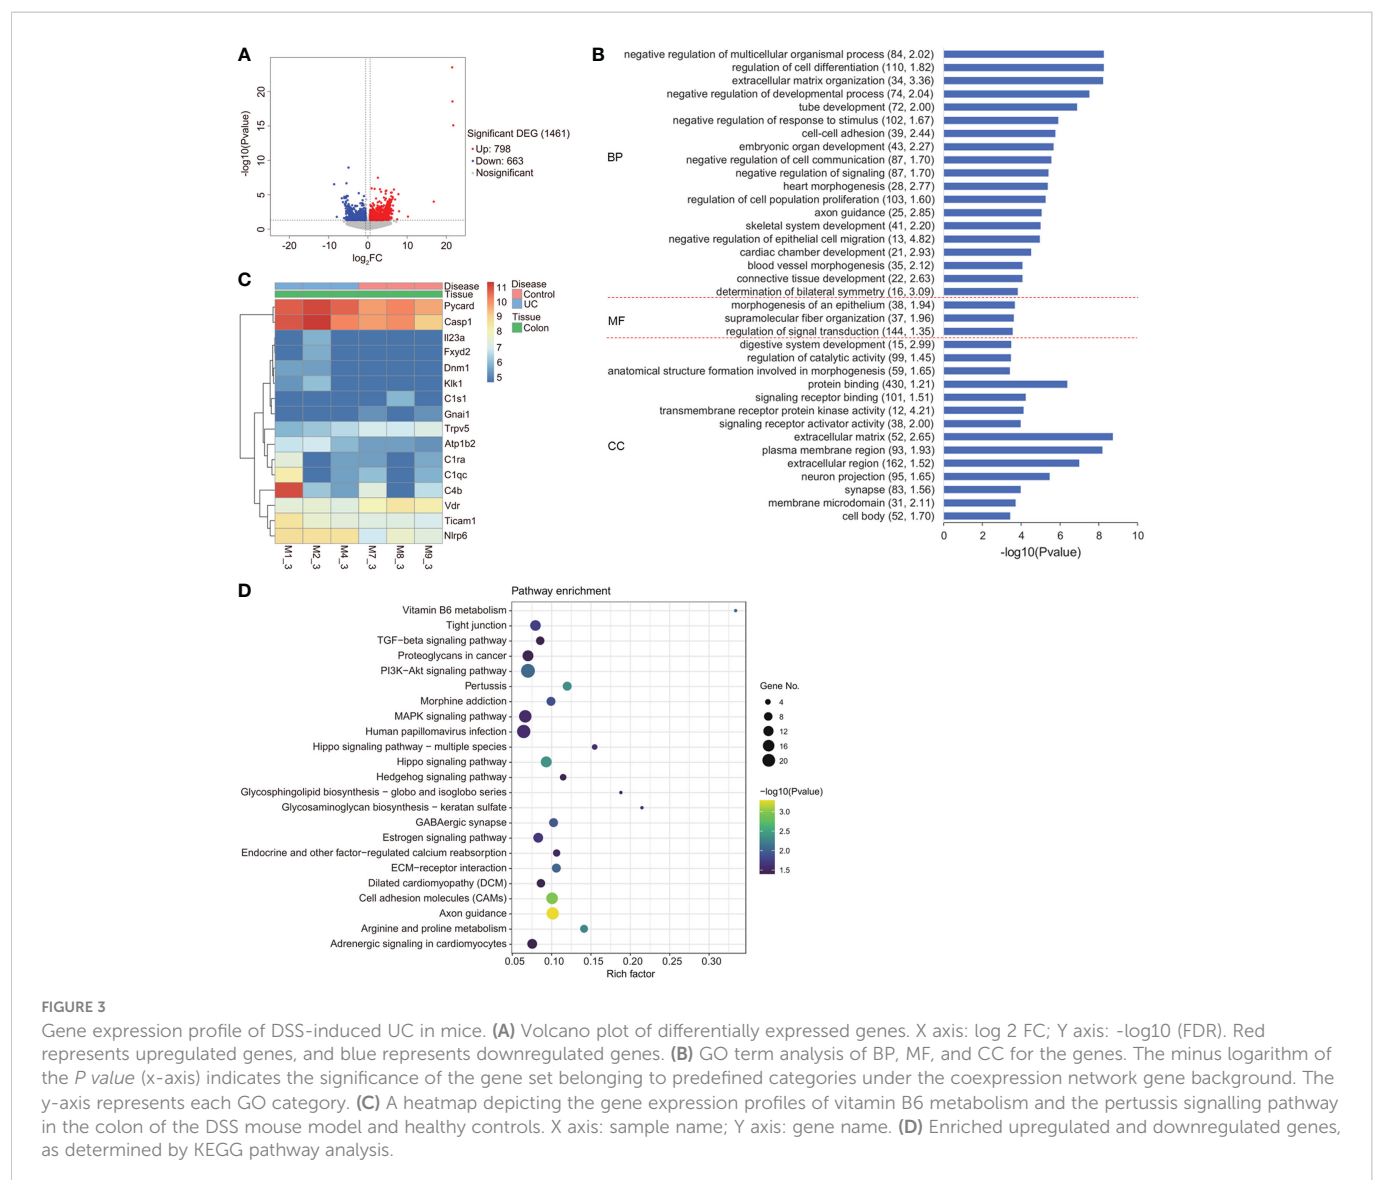 A
-log10(Pvalue)
20
15
10
5
0
-20
-10
0
10
20
log2FC
Significant DEG (1461)
Up: 798
Down: 663
Nosignificant
B
negative regulation of multicellular organismal process (84, 2.02)
regulation of cell differentiation (110, 1.82)
extracellular matrix organization (34, 3.36)
negative regulation of developmental process (74, 2.04)
tube development (72, 2.00)
negative regulation of response to stimulus (102, 1.67)
cell-cell adhesion (39, 2.44)
embryonic organ development (43, 2.27)
BP
negative regulation of cell communication (87, 1.70)
negative regulation of signaling (87, 1.70)
heart morphogenesis (28, 2.77)
regulation of cell population proliferation (103, 1.60)
axon guidance (25, 2.85)
skeletal system development (41, 2.20)
negative regulation of epithelial cell migration (13, 4.82)
cardiac chamber development (21, 2.93)
blood vessel morphogenesis (35, 2.12)
connective tissue development (22, 2.63)
determination of bilateral symmetry (16, 3.09)
morphogenesis of an epithelium (38, 1.94)
MF
supramolecular fiber organization (37, 1.96)
regulation of signal transduction (144, 1.35)
digestive system development (15, 2.99)
regulation of catalytic activity (99, 1.45)
anatomical structure formation involved in morphogenesis (59, 1.65)
protein binding (430, 1.21)
signaling receptor binding (101, 1.51)
transmembrane receptor protein kinase activity (12, 4.21)
signaling receptor activator activity (38, 2.00)
extracellular matrix (52, 2.65)
CC
plasma membrane region (93, 1.93)
extracellular region (162, 1.52)
neuron projection (95, 1.65)
synapse (83, 1.56)
membrane microdomain (31, 2.11)
cell body (52, 1.70)
0
2
4
6
8
10
-log10(Pvalue)
C
Disease
Tissue
Pycard
Casp1
Il23a
Fxyd2
Dnm1
Klk1
C1s1
Gnai1
Trpv5
Atp1b2
C1ra
C1qc
C4b
Vdr
Ticam1
Nlrp6
M1_3
M2_3
M4_3
M7_3
M8_3
M9_3
11
10
9
8
7
6
5
Disease
Control
UC
Tissue
Colon
D
Pathway enrichment
Vitamin B6 metabolism
Tight junction
TGF−beta signaling pathway
Proteoglycans in cancer
PI3K−Akt signaling pathway
Pertussis
Morphine addiction
MAPK signaling pathway
Human papillomavirus infection
Hippo signaling pathway − multiple species
Hippo signaling pathway
Hedgehog signaling pathway
Glycosphingolipid biosynthesis − globo and isoglobo series
Glycosaminoglycan biosynthesis − keratan sulfate
GABAergic synapse
Estrogen signaling pathway
Endocrine and other factor−regulated calcium reabsorption
ECM−receptor interaction
Dilated cardiomyopathy (DCM)
Cell adhesion molecules (CAMs)
Axon guidance
Arginine and proline metabolism
Adrenergic signaling in cardiomyocytes
0.05
0.10
0.15
0.20
0.25
0.30
Rich factor
Gene No.
4
8
12
16
20
−log10(Pvalue)
3.0
2.5
2.0
1.5
FIGURE 3
Gene expression profile of DSS-induced UC in mice. (A) Volcano plot of differentially expressed genes. X axis: log 2 FC; Y axis: -log10 (FDR). Red
represents upregulated genes, and blue represents downregulated genes. (B) GO term analysis of BP, MF, and CC for the genes. The minus logarithm of
the P value (x-axis) indicates the significance of the gene set belonging to predefined categories under the coexpression network gene background. The
y-axis represents each GO category. (C) A heatmap depicting the gene expression profiles of vitamin B6 metabolism and the pertussis signalling pathway
in the colon of the DSS mouse model and healthy controls. X axis: sample name; Y axis: gene name. (D) Enriched upregulated and downregulated genes,
as determined by KEGG pathway analysis.